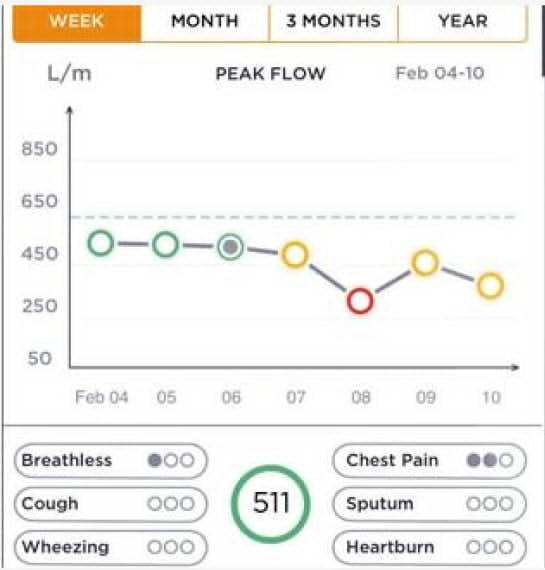 WEEK MONTH 3 MONTHS YEAR
L/m PEAK FLOW Feb 04-10
850
650
450
250
50
Feb 04 05 06 07 08 09 10
Breathless Chest Pain
Cough 511 Sputum
Wheezing Heartburn